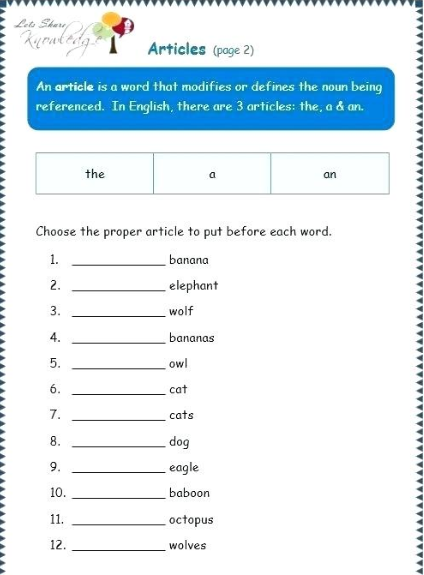 Lets Share
Knowledge
Articles (page 2)
An article is a word that modifies or defines the noun being
referenced. In English, there are 3 articles: the, a & an.
the a an
Choose the proper article to put before each word.
1. ____________ banana
2. ____________ elephant
3. ____________ wolf
4. ____________ bananas
5. ____________ owl
6. ____________ cat
7. ____________ cats
8. ____________ dog
9. ____________ eagle
10. ____________ baboon
11. ____________ octopus
12. ____________ wolves